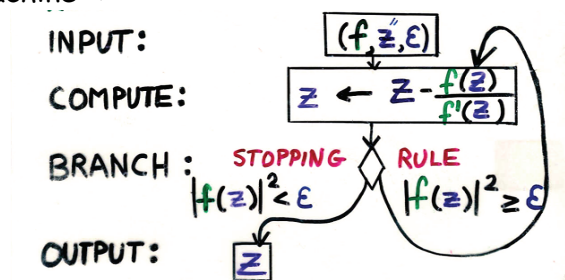 INPUT: (f, z, ε)
COMPUTE: z ← z - f(z)/f'(z)
BRANCH: STOPPING RULE
|f(z)|² < ε |f(z)|² ≥ ε
OUTPUT: z